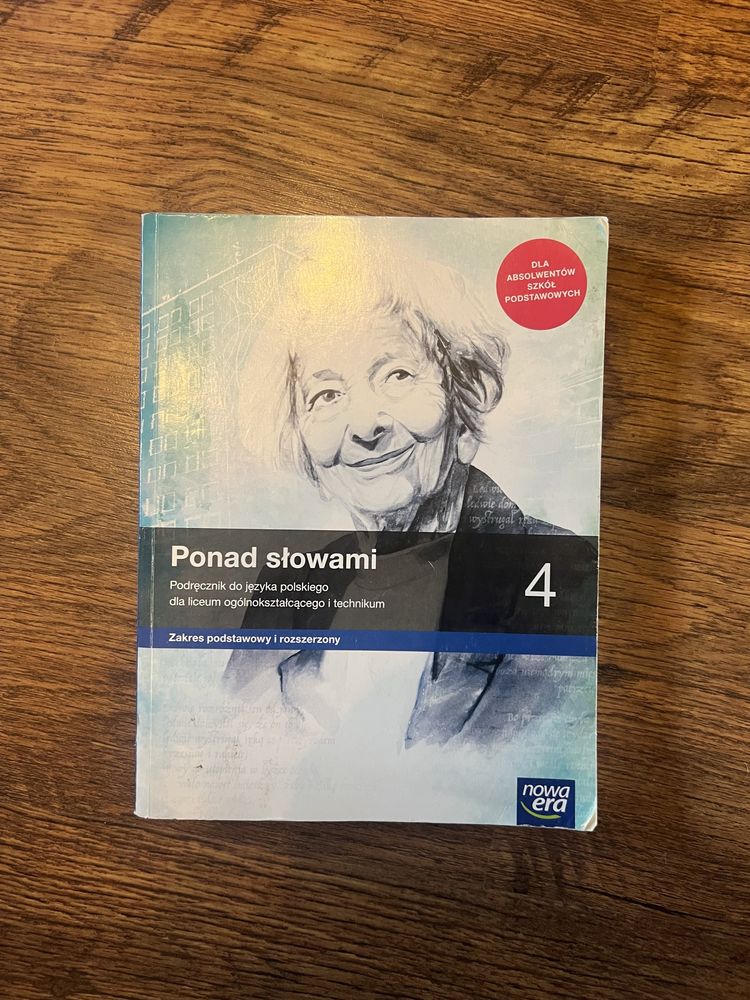 DLA
ABSOLWENTÓW
SZKÓŁ
PODSTAWOWYCH
Ponad słowami
4
Podręcznik do języka polskiego
dla liceum ogólnokształcącego i technikum
Zakres podstawowy i rozszerzony
nowa
era